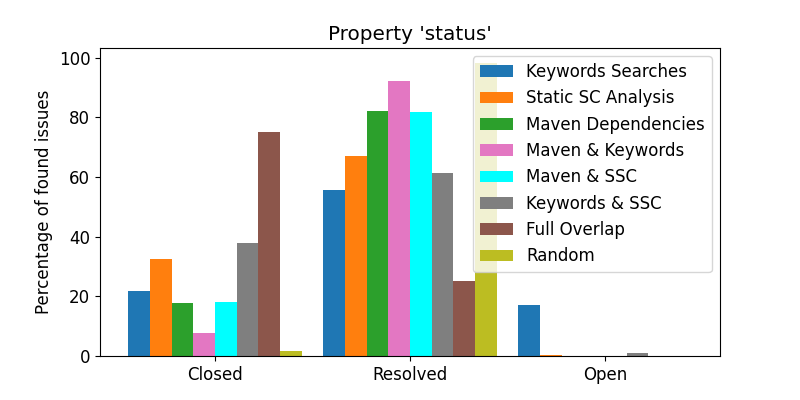 Property 'status'
Percentage of found issues
100
80
60
40
20
0
Closed
Resolved
Open
Keywords Searches
Static SC Analysis
Maven Dependencies
Maven & Keywords
Maven & SSC
Keywords & SSC
Full Overlap
Random